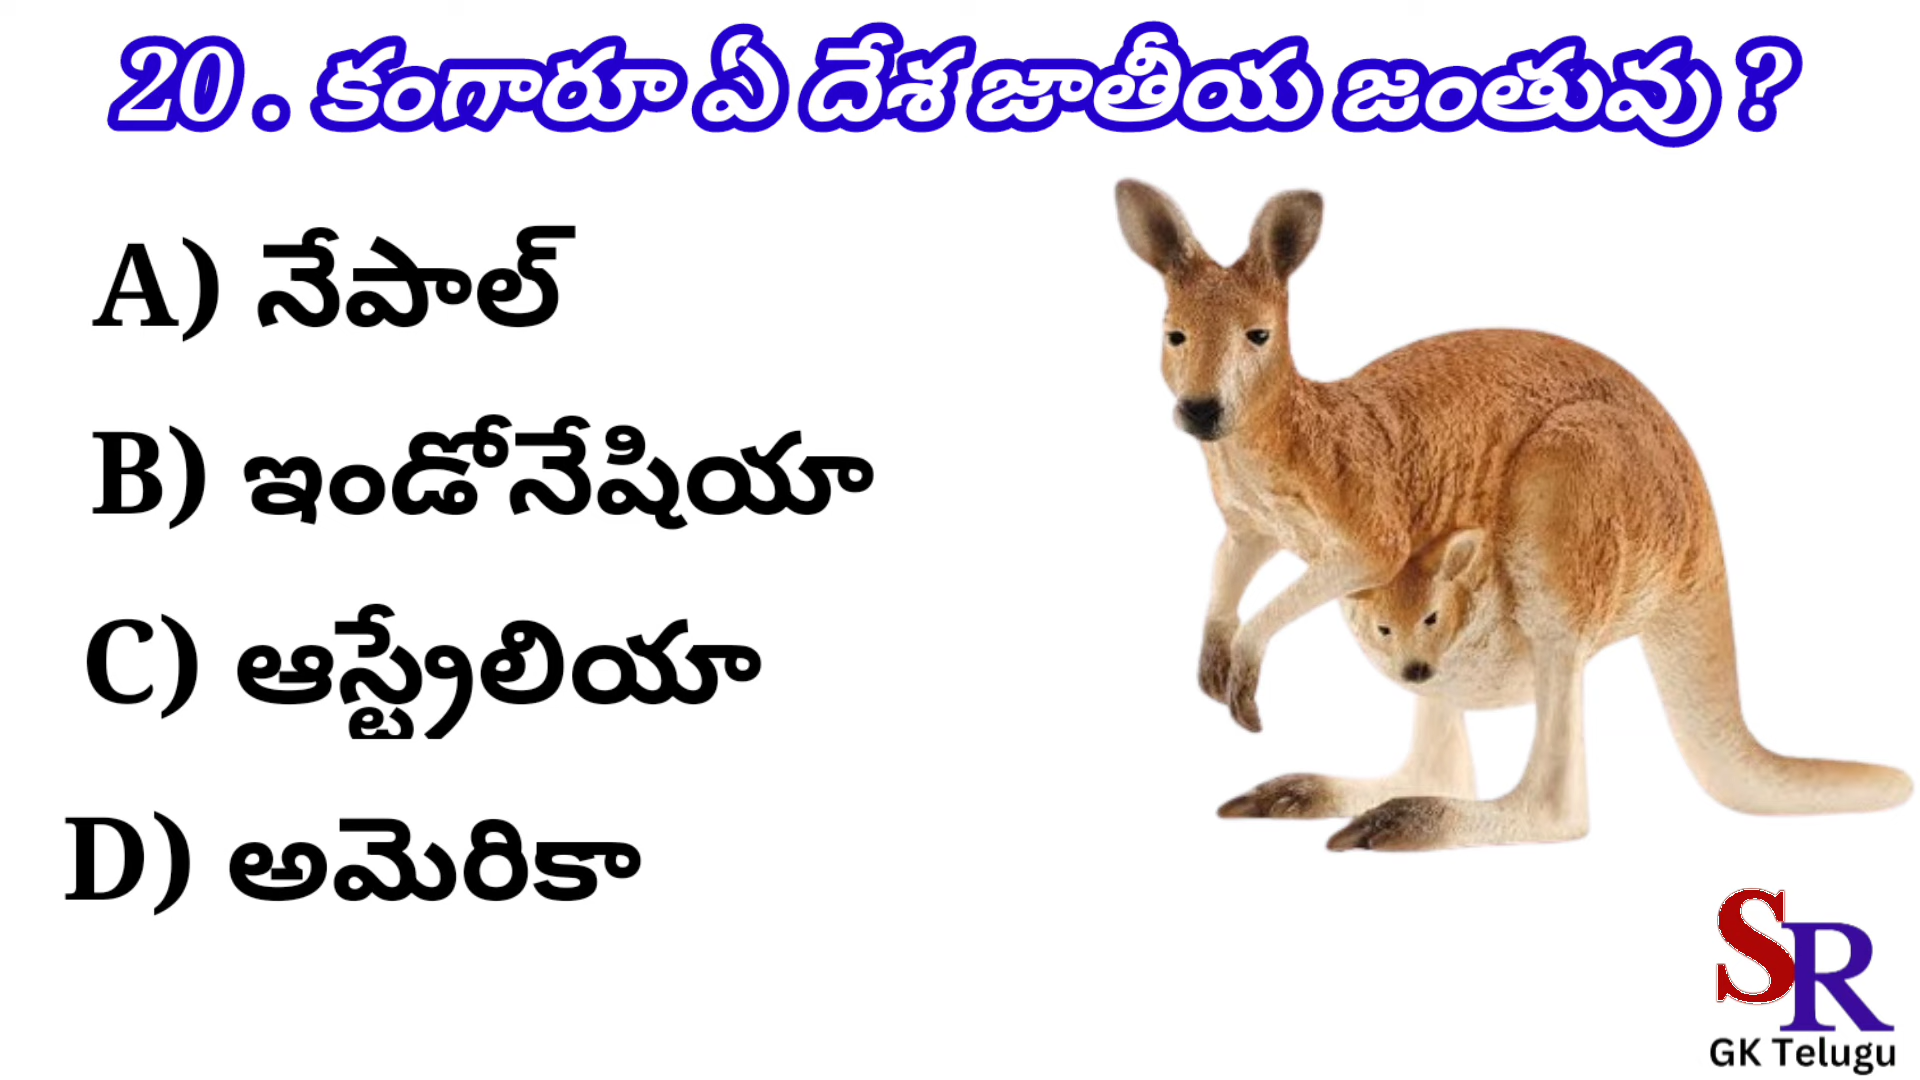 20. కంగారూ ఏ దేశ జాతీయ జంతువు ?
A) నేపాల్
B) ఇండోనేషియా
C) ఆస్ట్రేలియా
D) అమెరికా
SR
GK Telugu